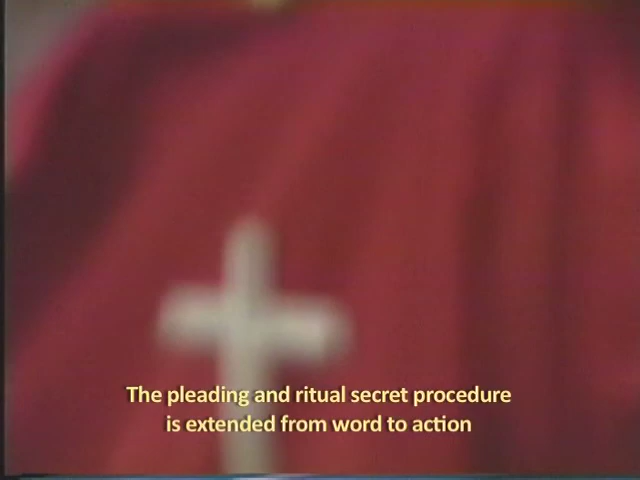 The pleading and ritual secret procedure
is extended from word to action